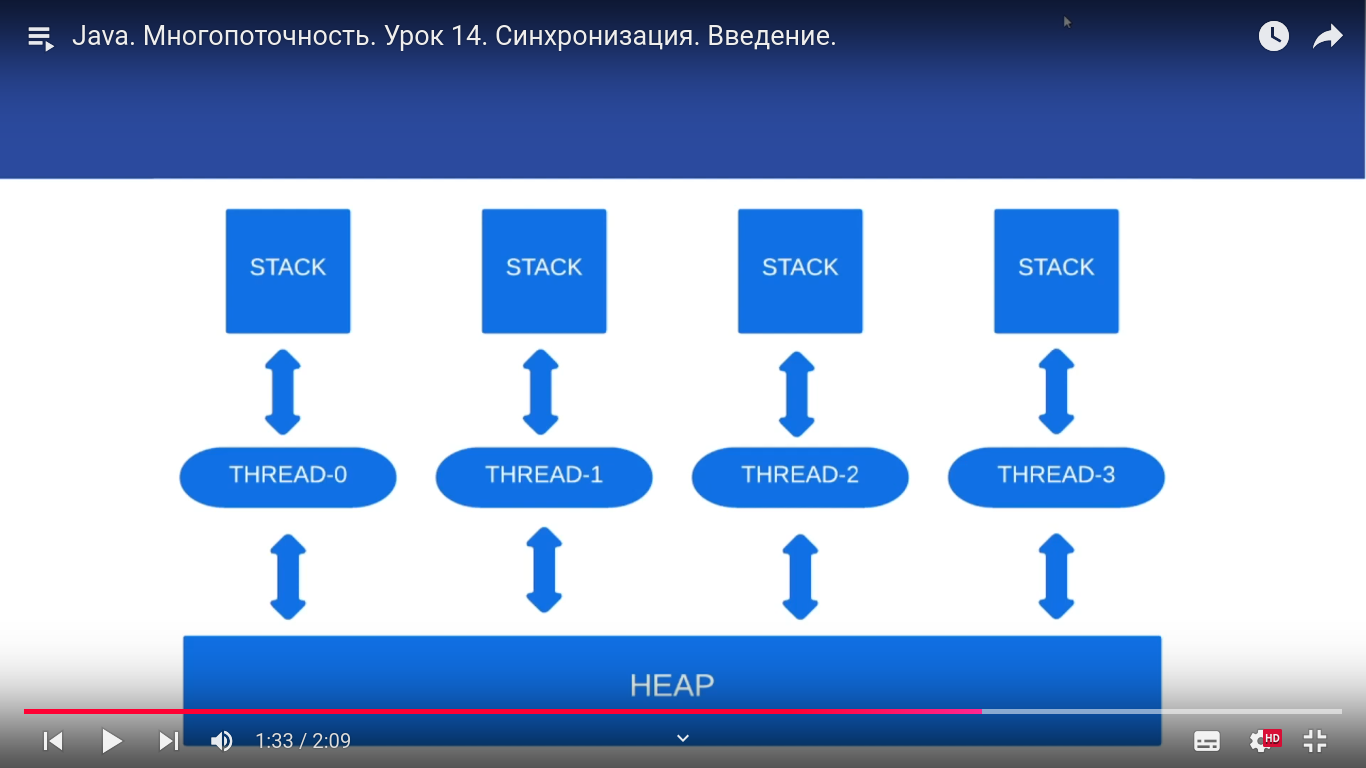 Java. Многопоточность. Урок 14. Синхронизация. Введение.
STACK STACK STACK STACK
THREAD-0 THREAD-1 THREAD-2 THREAD-3
HEAP
1:33 / 2:09
HD